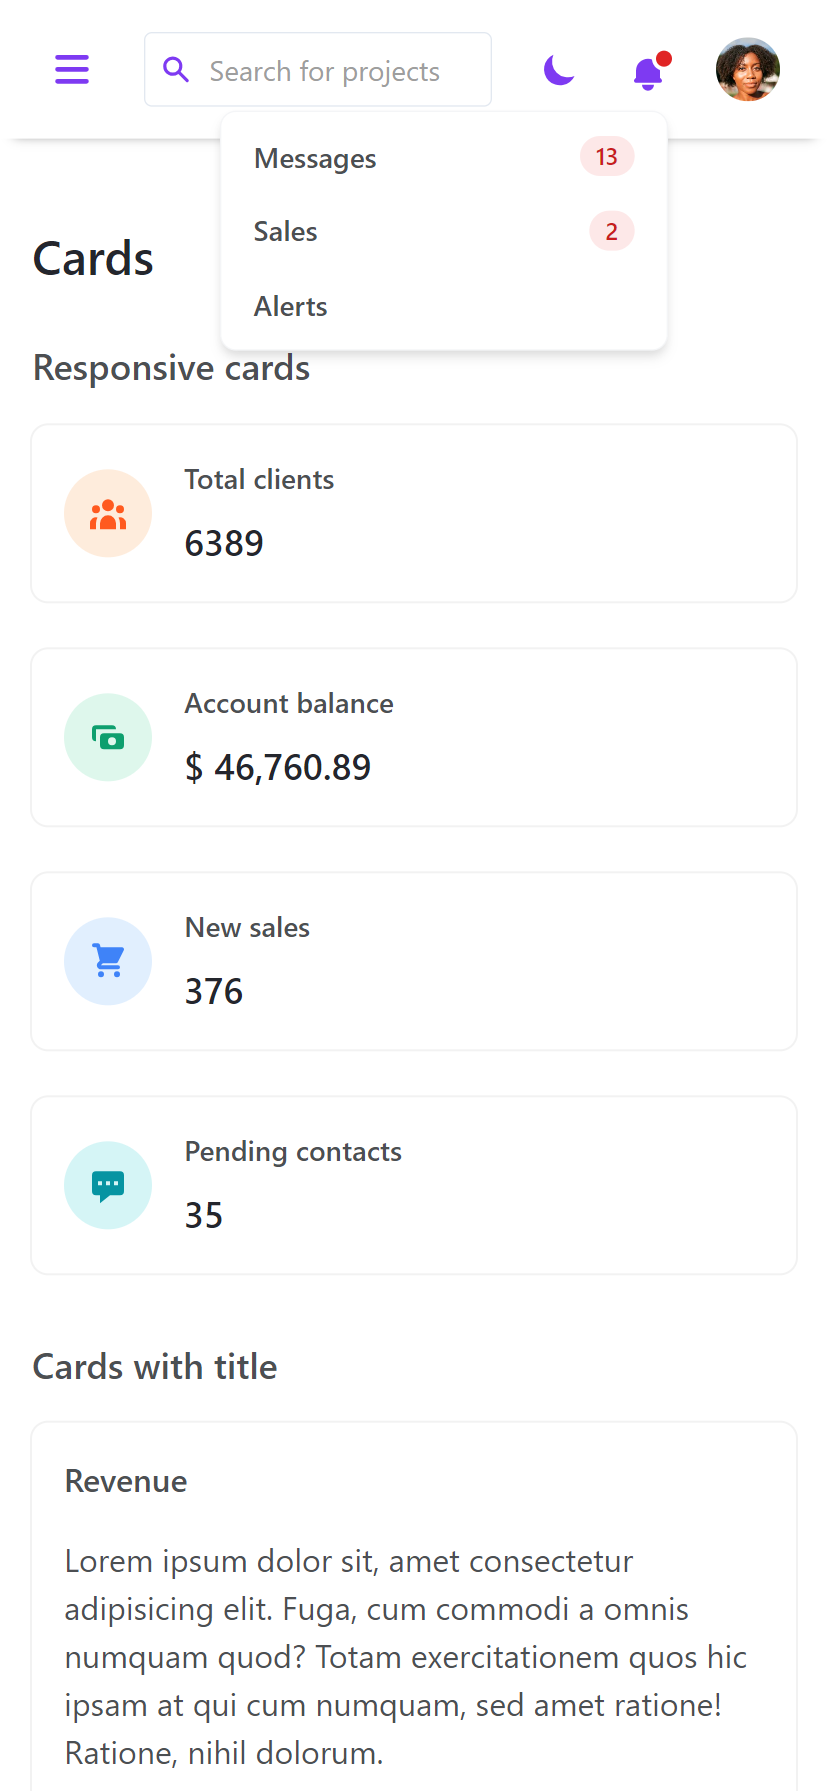 Search for projects
Messages 13
Sales 2
Alerts
Cards
Responsive cards
Total clients
6389
Account balance
$ 46,760.89
New sales
376
Pending contacts
35
Cards with title
Revenue
Lorem ipsum dolor sit, amet consectetur
adipisicing elit. Fuga, cum commodi a omnis
numquam quod? Totam exercitationem quos hic
ipsam at qui cum numquam, sed amet ratione!
Ratione, nihil dolorum.